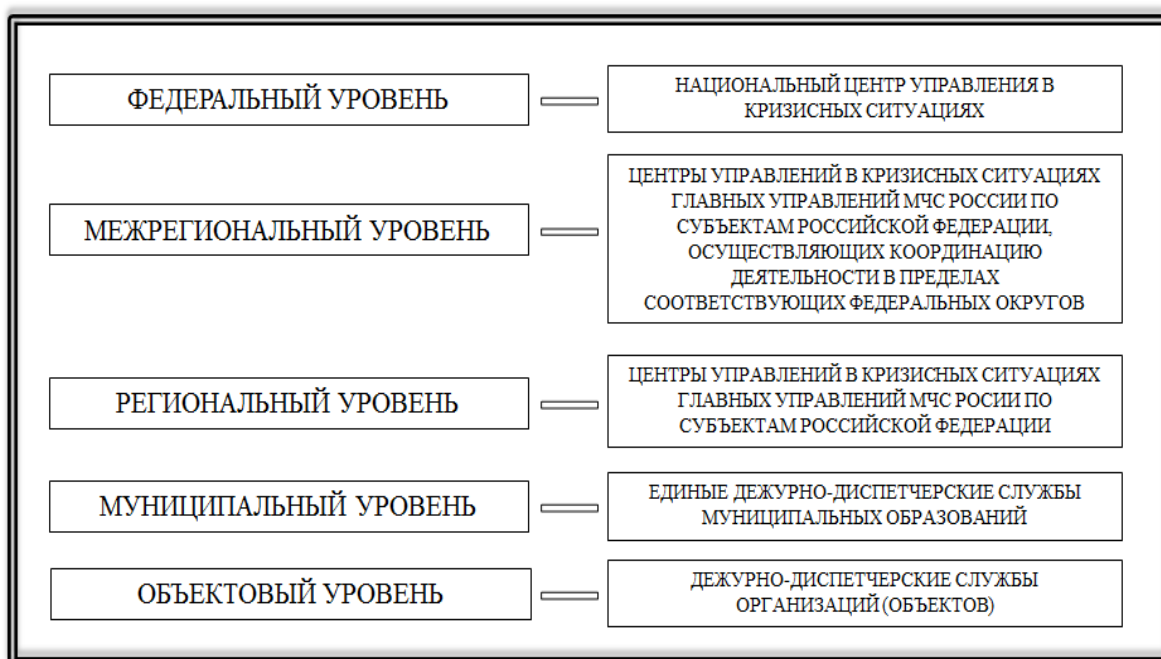 ФЕДЕРАЛЬНЫЙ УРОВЕНЬ
НАЦИОНАЛЬНЫЙ ЦЕНТР УПРАВЛЕНИЯ В
КРИЗИСНЫХ СИТУАЦИЯХ
МЕЖРЕГИОНАЛЬНЫЙ УРОВЕНЬ
ЦЕНТРЫ УПРАВЛЕНИЙ В КРИЗИСНЫХ СИТУАЦИЯХ
ГЛАВНЫХ УПРАВЛЕНИЙ МЧС РОССИИ ПО
СУБЪЕКТАМ РОССИЙСКОЙ ФЕДЕРАЦИИ,
ОСУЩЕСТВЛЯЮЩИХ КООРДИНАЦИЮ
ДЕЯТЕЛЬНОСТИ В ПРЕДЕЛАХ
СООТВЕТСТВУЮЩИХ ФЕДЕРАЛЬНЫХ ОКРУГОВ
РЕГИОНАЛЬНЫЙ УРОВЕНЬ
ЦЕНТРЫ УПРАВЛЕНИЙ В КРИЗИСНЫХ СИТУАЦИЯХ
ГЛАВНЫХ УПРАВЛЕНИЙ МЧС РОСИИ ПО
СУБЪЕКТАМ РОССИЙСКОЙ ФЕДЕРАЦИИ
МУНИЦИПАЛЬНЫЙ УРОВЕНЬ
ЕДИНЫЕ ДЕЖУРНО-ДИСПЕТЧЕРСКИЕ СЛУЖБЫ
МУНИЦИПАЛЬНЫХ ОБРАЗОВАНИЙ
ОБЪЕКТОВЫЙ УРОВЕНЬ
ДЕЖУРНО-ДИСПЕТЧЕРСКИЕ СЛУЖБЫ
ОРГАНИЗАЦИЙ (ОБЪЕКТОВ)